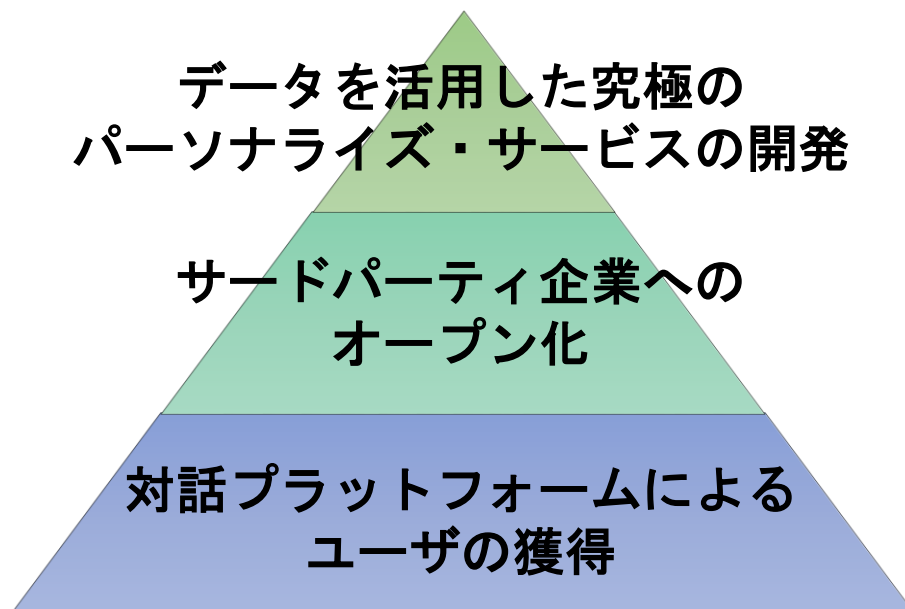 データを活用した究極の
パーソナライズ・サービスの開発
サードパーティ企業への
オープン化
対話プラットフォームによる
ユーザの獲得